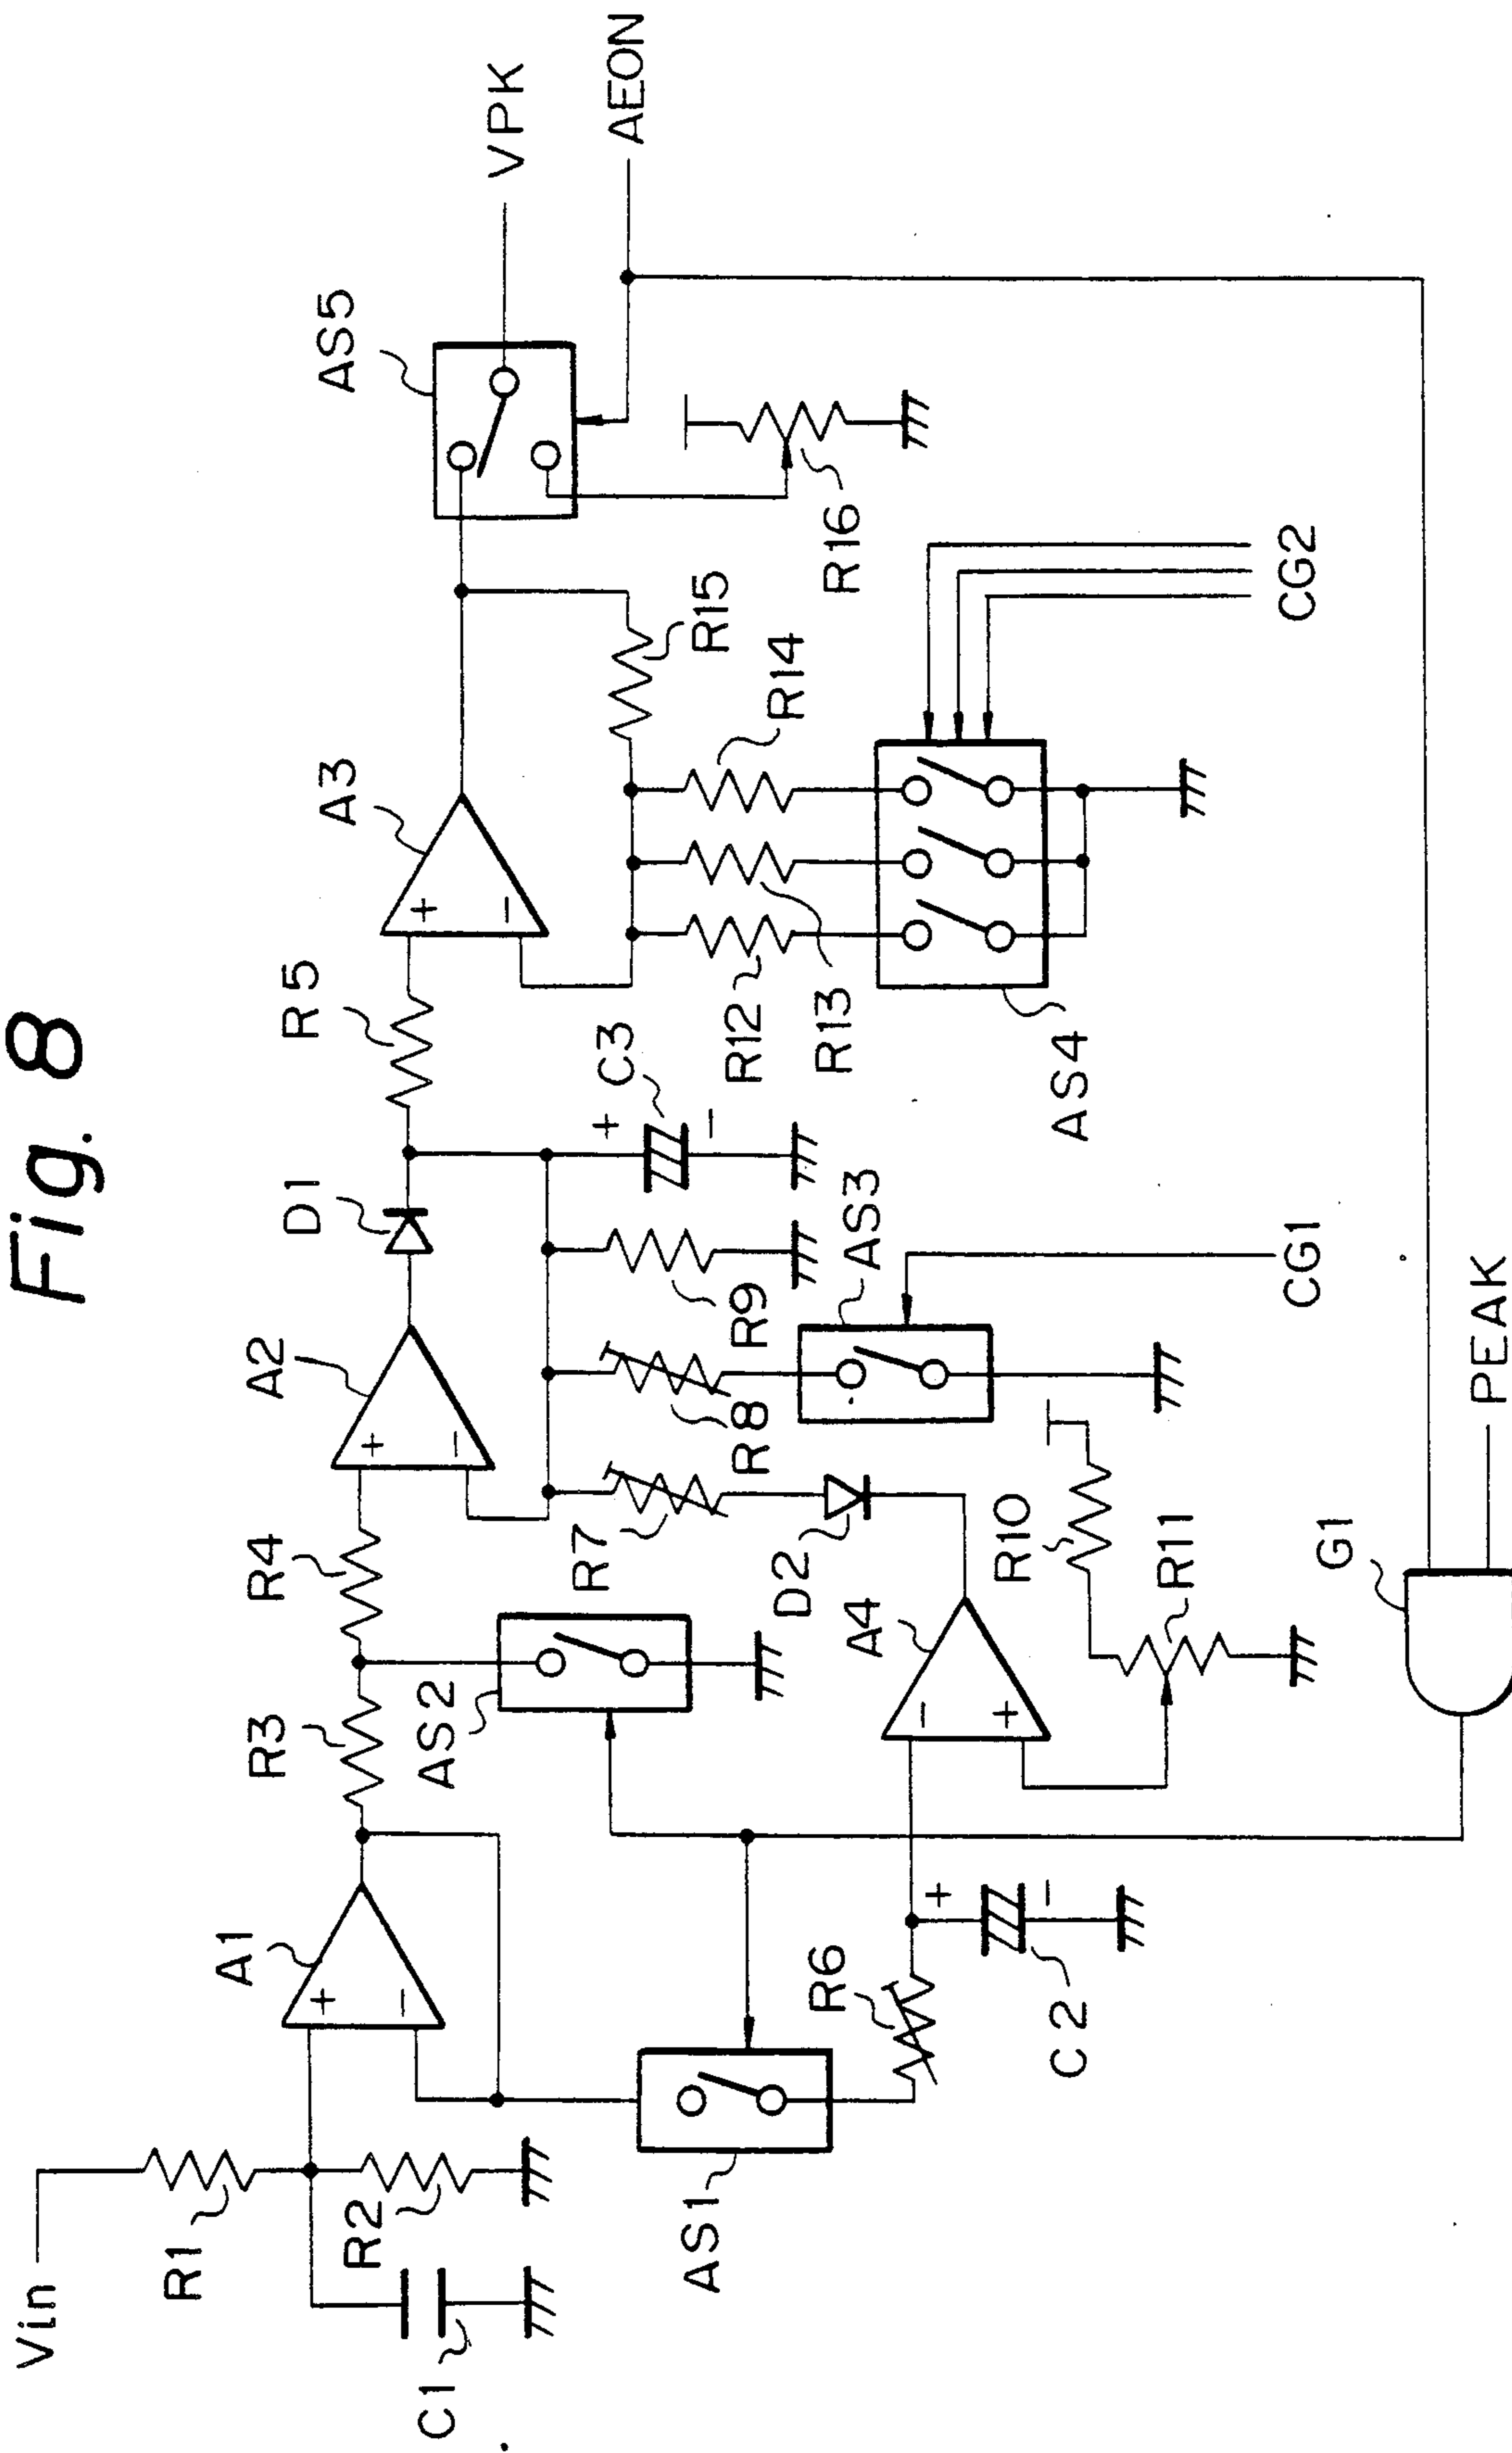 Fig. 8
Vin
R1
C1
R2
A1
+
−
R3
R4
A2
+
−
D1
R5
A3
+
−
AS5
VPK
AEON
AS1
AS2
R6
C2
+
−
A4
−
+
R7
D2
R8
R9
C3
+
−
AS3
CG1
R10
R11
R12
R13
R14
R15
AS4
CG2
R16
G1
PEAK